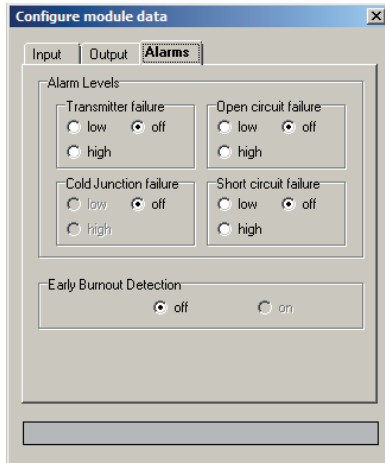 Configure module data
Input Output Alarms
Alarm Levels
Transmitter failure Open circuit failure
low off low off
high high
Cold Junction failure Short circuit failure
low off low off
high high
Early Burnout Detection
off on